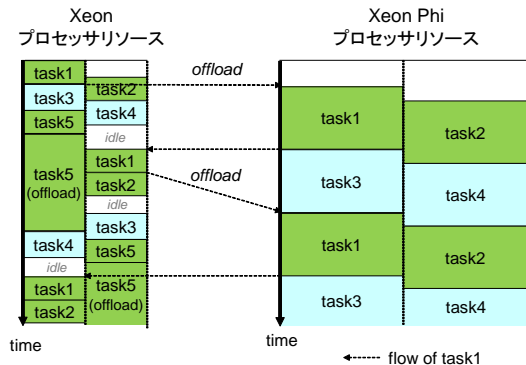 Xeon
プロセッサリソース
Xeon Phi
プロセッサリソース
task1
task3
task5
task5
(offload)
task4
idle
task1
task2
time
task2
task4
idle
task1
task2
idle
task3
task5
task5
(offload)
offload
offload
task1
task3
task1
task3
time
task2
task4
task2
task4
flow of task1